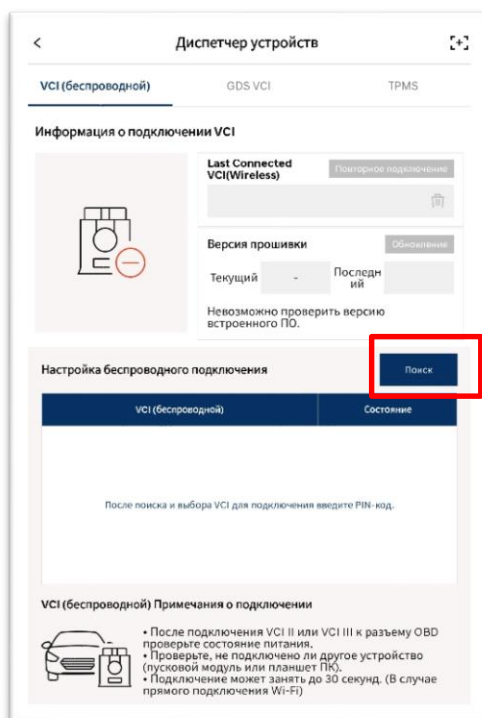 Диспетчер устройств
VCI (беспроводной)
GDS VCI
TPMS
Информация о подключении VCI
Last Connected
VCI(Wireless)
Повторное подключение
Версия прошивки
Обновления
Текущий
-
Последн
ий
Невозможно проверить версию
встроенного ПО.
Настройка беспроводного подключения
Поиск
VCI (беспроводной)
Состояние
После поиска и выбора VCI для подключения введите PIN-код.
VCI (беспроводной) Примечания о подключении
• После подключения VCI II или VCI III к разъему OBD
проверьте состояние питания.
• Проверьте, не подключено ли другое устройство
(пусковой модуль или планшет ПК).
• Подключение может занять до 30 секунд. (В случае
прямого подключения Wi-Fi)